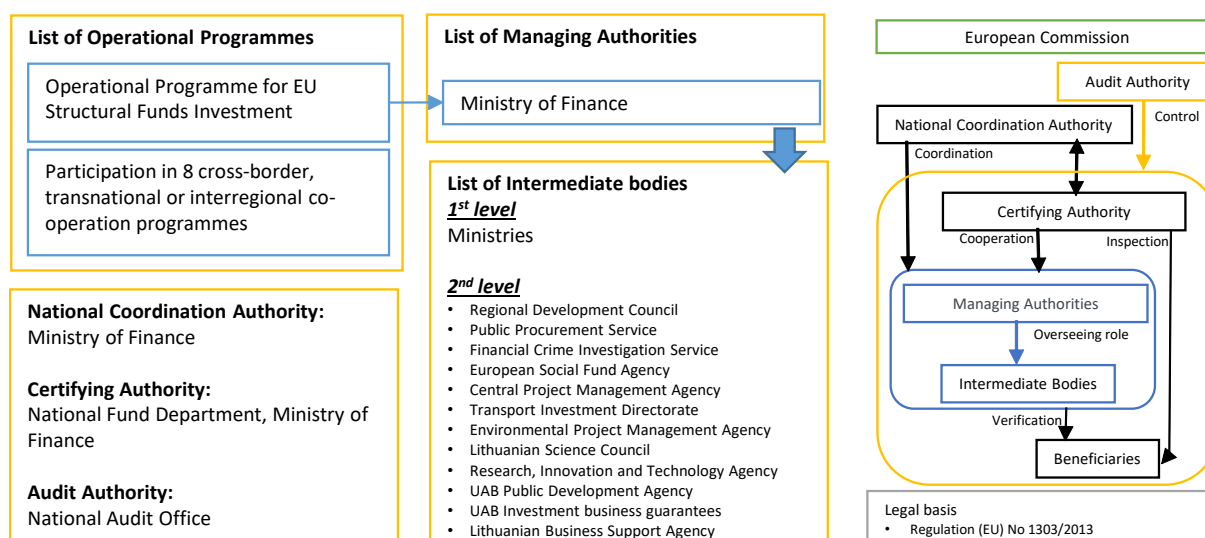 List of Operational Programmes
Operational Programme for EU
Structural Funds Investment
Participation in 8 cross-border,
transnational or interregional co-
operation programmes
National Coordination Authority:
Ministry of Finance
Certifying Authority:
National Fund Department, Ministry of
Finance
Audit Authority:
National Audit Office
List of Managing Authorities
Ministry of Finance
List of Intermediate bodies
1st level
Ministries
2nd level
• Regional Development Council
• Public Procurement Service
• Financial Crime Investigation Service
• European Social Fund Agency
• Central Project Management Agency
• Transport Investment Directorate
• Environmental Project Management Agency
• Lithuanian Science Council
• Research, Innovation and Technology Agency
• UAB Public Development Agency
• UAB Investment business guarantees
• Lithuanian Business Support Agency
European Commission
Audit Authority
Control
National Coordination Authority
Coordination
Certifying Authority
Cooperation
Inspection
Managing Authorities
Overseeing role
Intermediate Bodies
Verification
Beneficiaries
Legal basis
• Regulation (EU) No 1303/2013